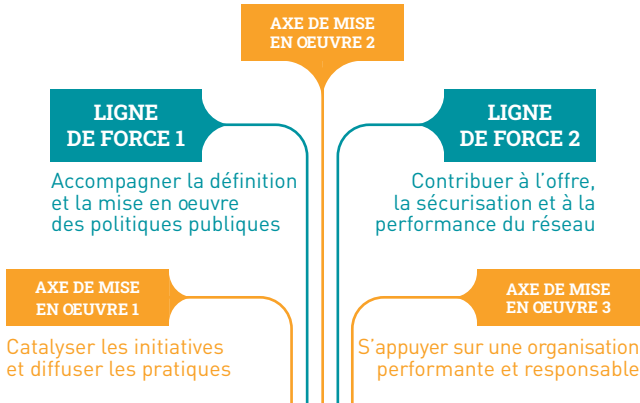 AXE DE MISE
EN OEUVRE 2
LIGNE
DE FORCE 1
Accompagner la définition
et la mise en œuvre
des politiques publiques
LIGNE
DE FORCE 2
Contribuer à l'offre,
la sécurisation et à la
performance du réseau
AXE DE MISE
EN OEUVRE 1
Catalyser les initiatives
et diffuser les pratiques
AXE DE MISE
EN OEUVRE 3
S'appuyer sur une organisation
performante et responsable